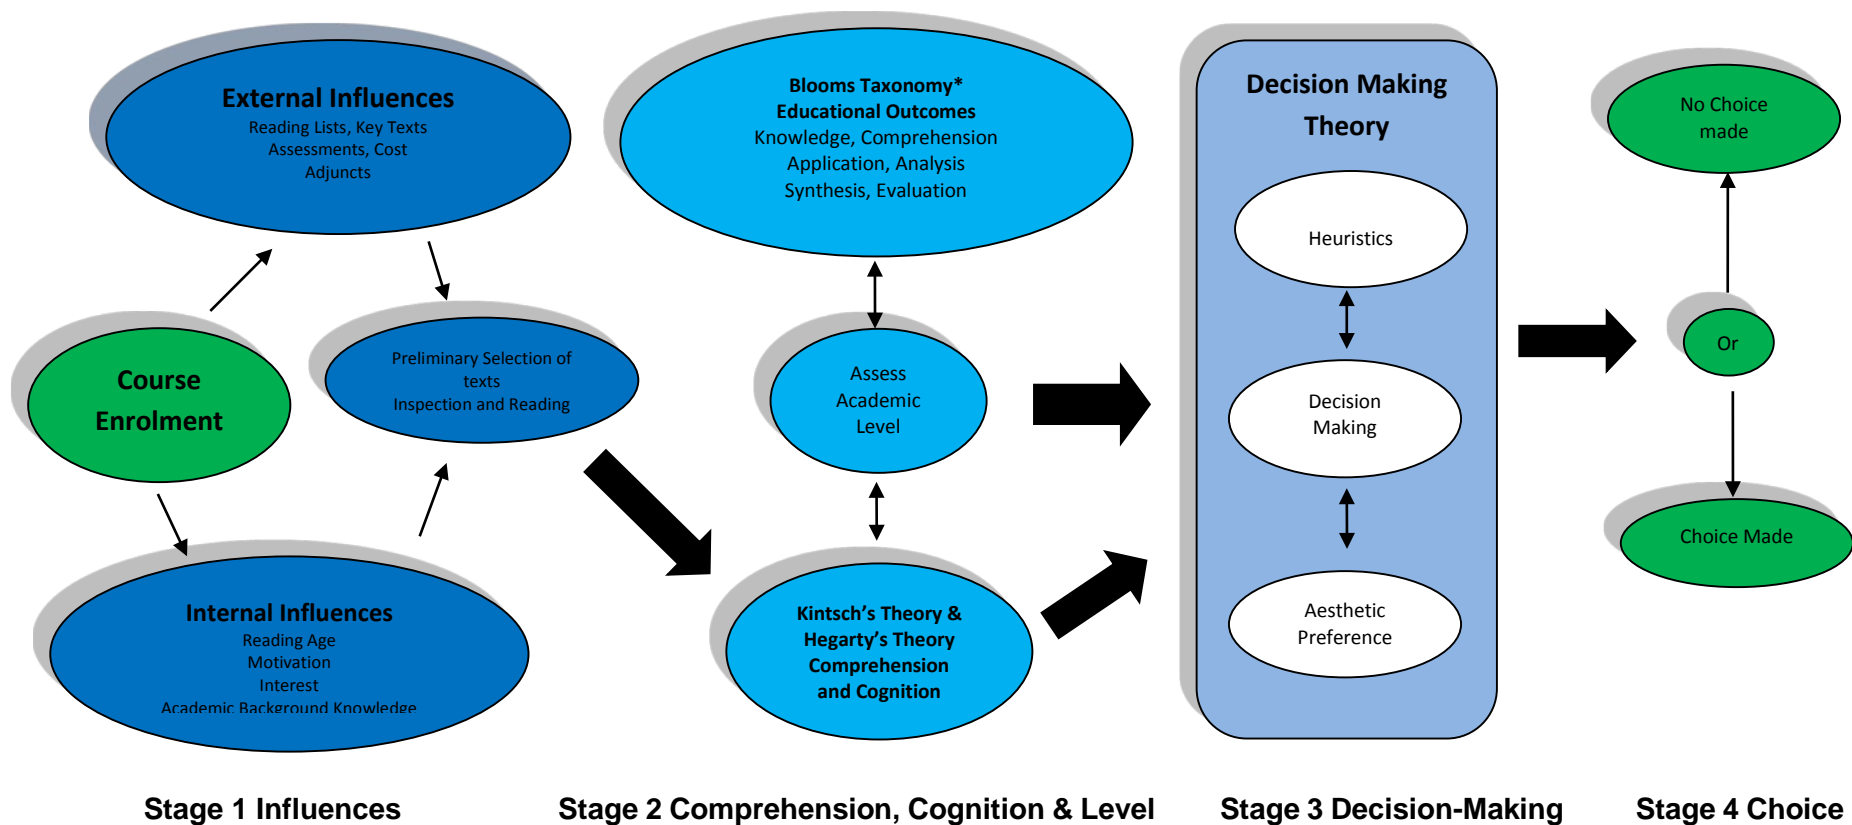 External Influences
Reading Lists, Key Texts
Assessments, Cost
Adjuncts
Course
Enrolment
Preliminary Selection of
texts
Inspection and Reading
Internal Influences
Reading Age
Motivation
Interest
Academic Background Knowledge
Blooms Taxonomy*
Educational Outcomes
Knowledge, Comprehension
Application, Analysis
Synthesis, Evaluation
Assess
Academic
Level
Kintsch’s Theory &
Hegarty’s Theory
Comprehension
and Cognition
Decision Making
Theory
Heuristics
Decision
Making
Aesthetic
Preference
No Choice
made
Or
Choice Made
Stage 1 Influences
Stage 2 Comprehension, Cognition & Level
Stage 3 Decision-Making
Stage 4 Choice